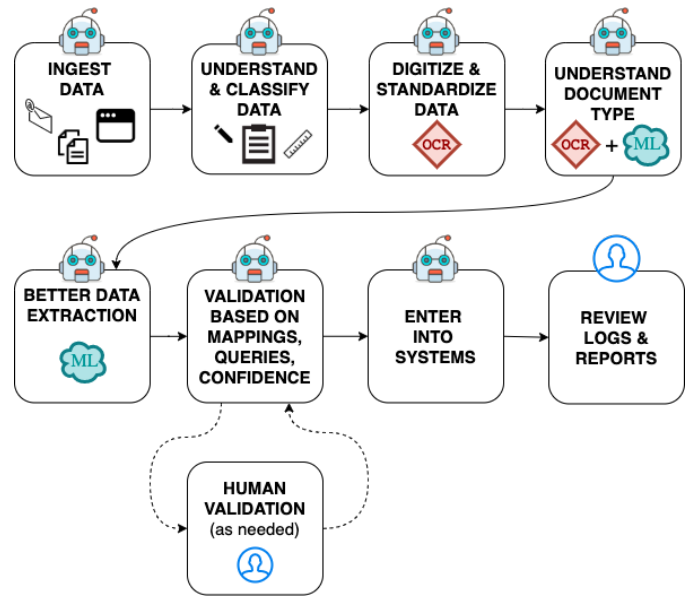 INGEST
DATA
UNDERSTAND
& CLASSIFY
DATA
DIGITIZE &
STANDARDIZE
DATA
OCR
UNDERSTAND
DOCUMENT
TYPE
OCR + ML
BETTER DATA
EXTRACTION
ML
VALIDATION
BASED ON
MAPPINGS,
QUERIES,
CONFIDENCE
ENTER
INTO
SYSTEMS
REVIEW
LOGS &
REPORTS
HUMAN
VALIDATION
(as needed)